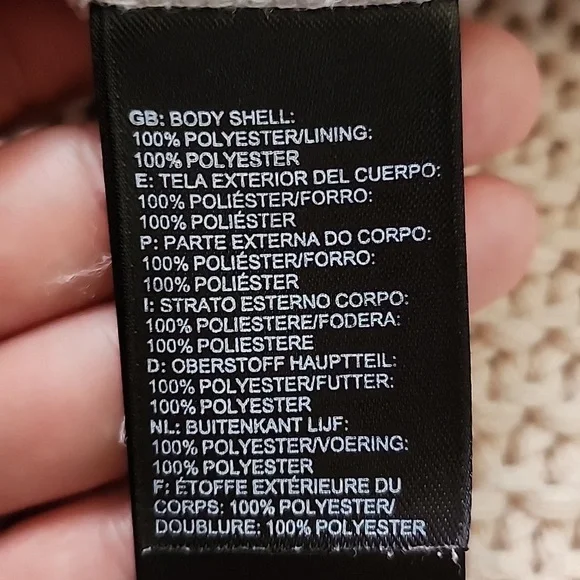 GB: BODY SHELL:
100% POLYESTER/LINING:
100% POLYESTER
E: TELA EXTERIOR DEL CUERPO:
100% POLIÉSTER/FORRO:
100% POLIÉSTER
P: PARTE EXTERNA DO CORPO:
100% POLIÉSTER/FORRO:
100% POLIÉSTER
I: STRATO ESTERNO CORPO:
100% POLIESTERE/FODERA:
100% POLIESTERE
D: OBERSTOFF HAUPTTEIL:
100% POLYESTER/FUTTER:
100% POLYESTER
NL: BUITENKANT LIJF:
100% POLYESTER/VOERING:
100% POLYESTER
F: ÉTOFFE EXTÉRIEURE DU
CORPS: 100% POLYESTER/
DOUBLURE: 100% POLYESTER